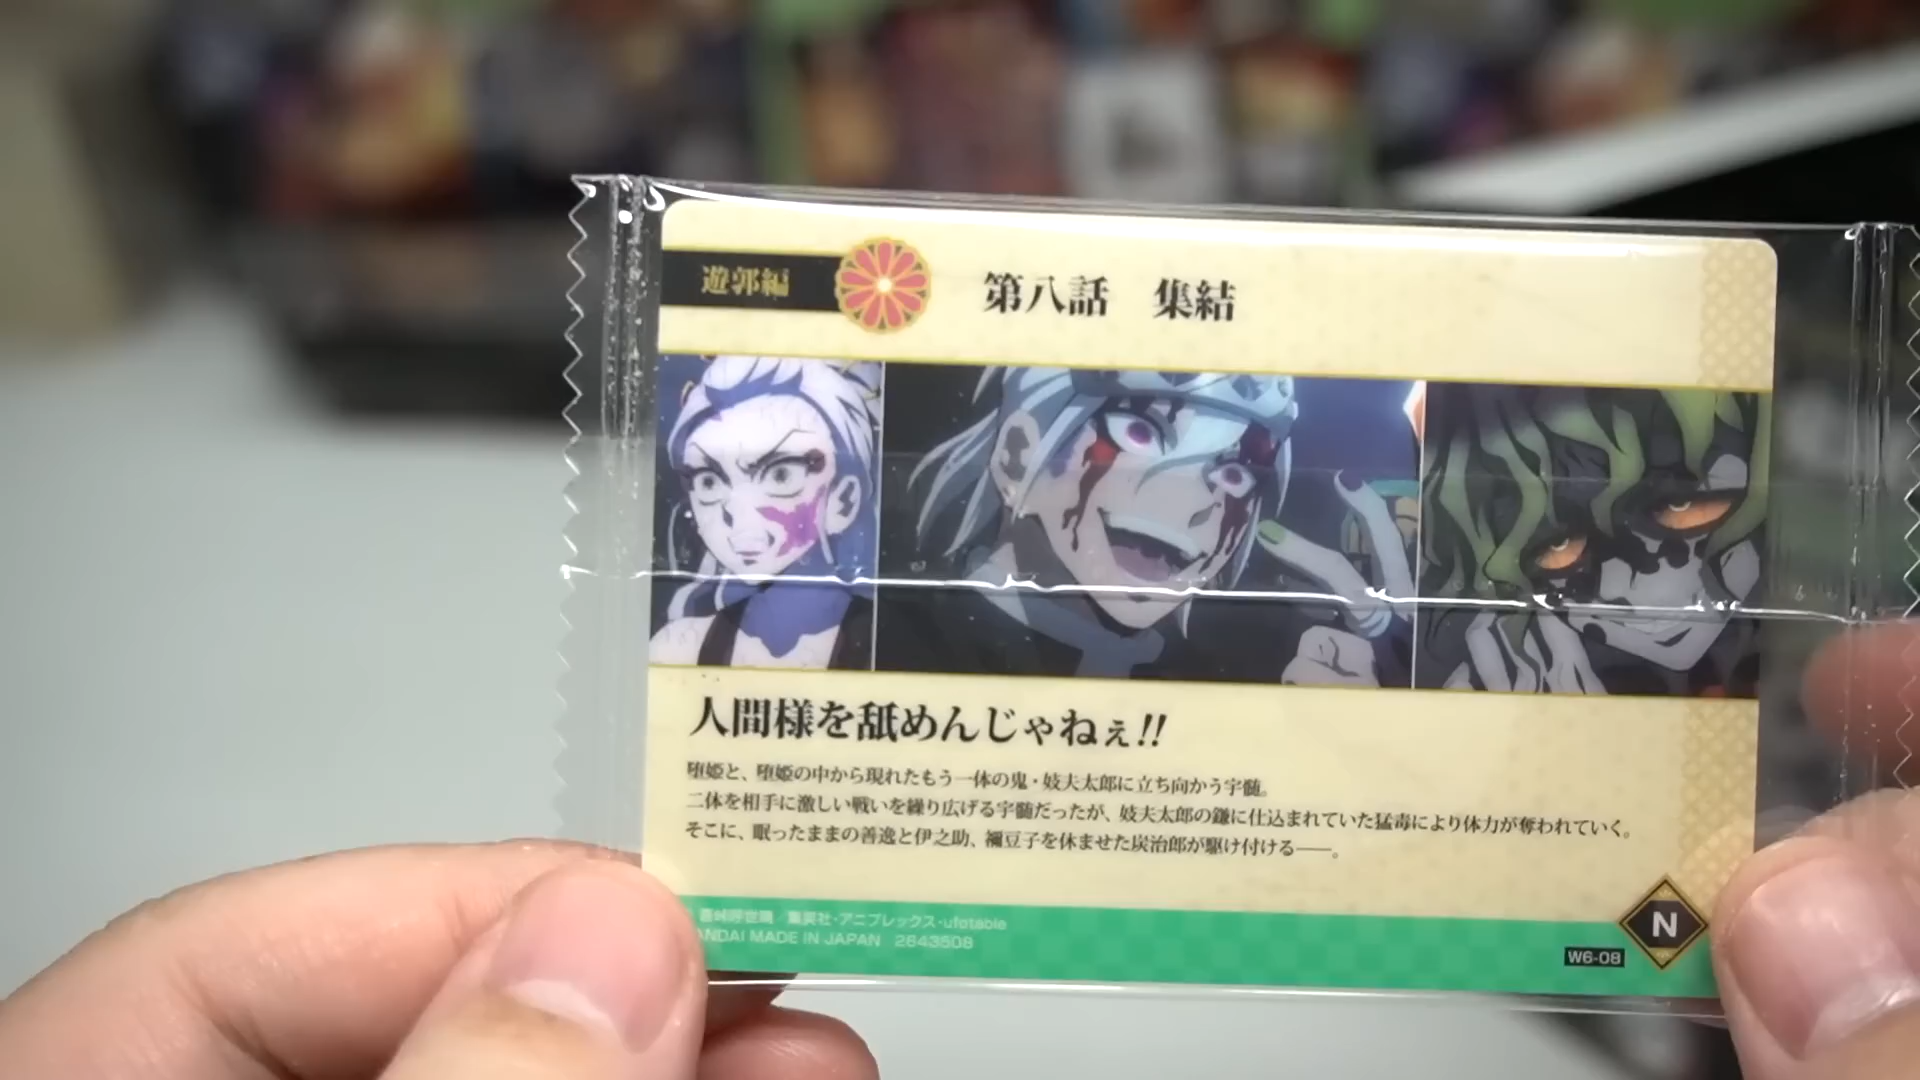 遊郭編
第八話　集結
人間様を舐めんじゃねぇ!!
堕姫と、堕姫の中から現れたもう一体の鬼・妓夫太郎に立ち向かう宇髄。
二体を相手に激しい戦いを繰り広げる宇髄だったが、妓夫太郎の鎌に仕込まれていた猛毒により体力が奪われていく。
そこに、眠ったままの善逸と伊之助、禰豆子を休ませた炭治郎が駆け付ける――。
吾峠呼世晴／集英社・アニプレックス・ufotable
ANDAI MADE IN JAPAN 2643508
W6-08
N